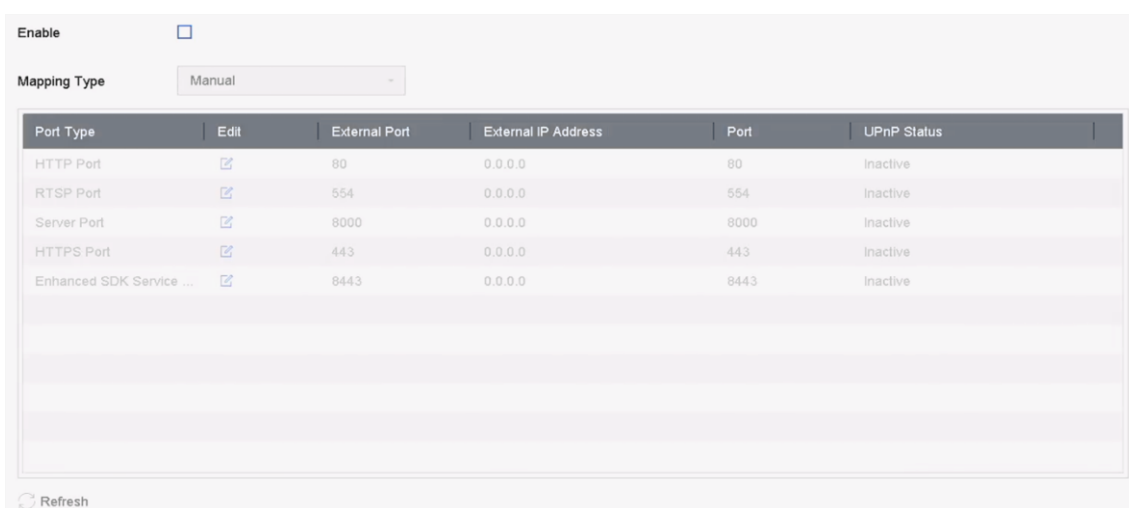 Enable
Mapping Type Manual
Port Type Edit External Port External IP Address Port UPnP Status
HTTP Port 80 0.0.0.0 80 Inactive
RTSP Port 554 0.0.0.0 554 Inactive
Server Port 8000 0.0.0.0 8000 Inactive
HTTPS Port 443 0.0.0.0 443 Inactive
Enhanced SDK Service ... 8443 0.0.0.0 8443 Inactive
Refresh